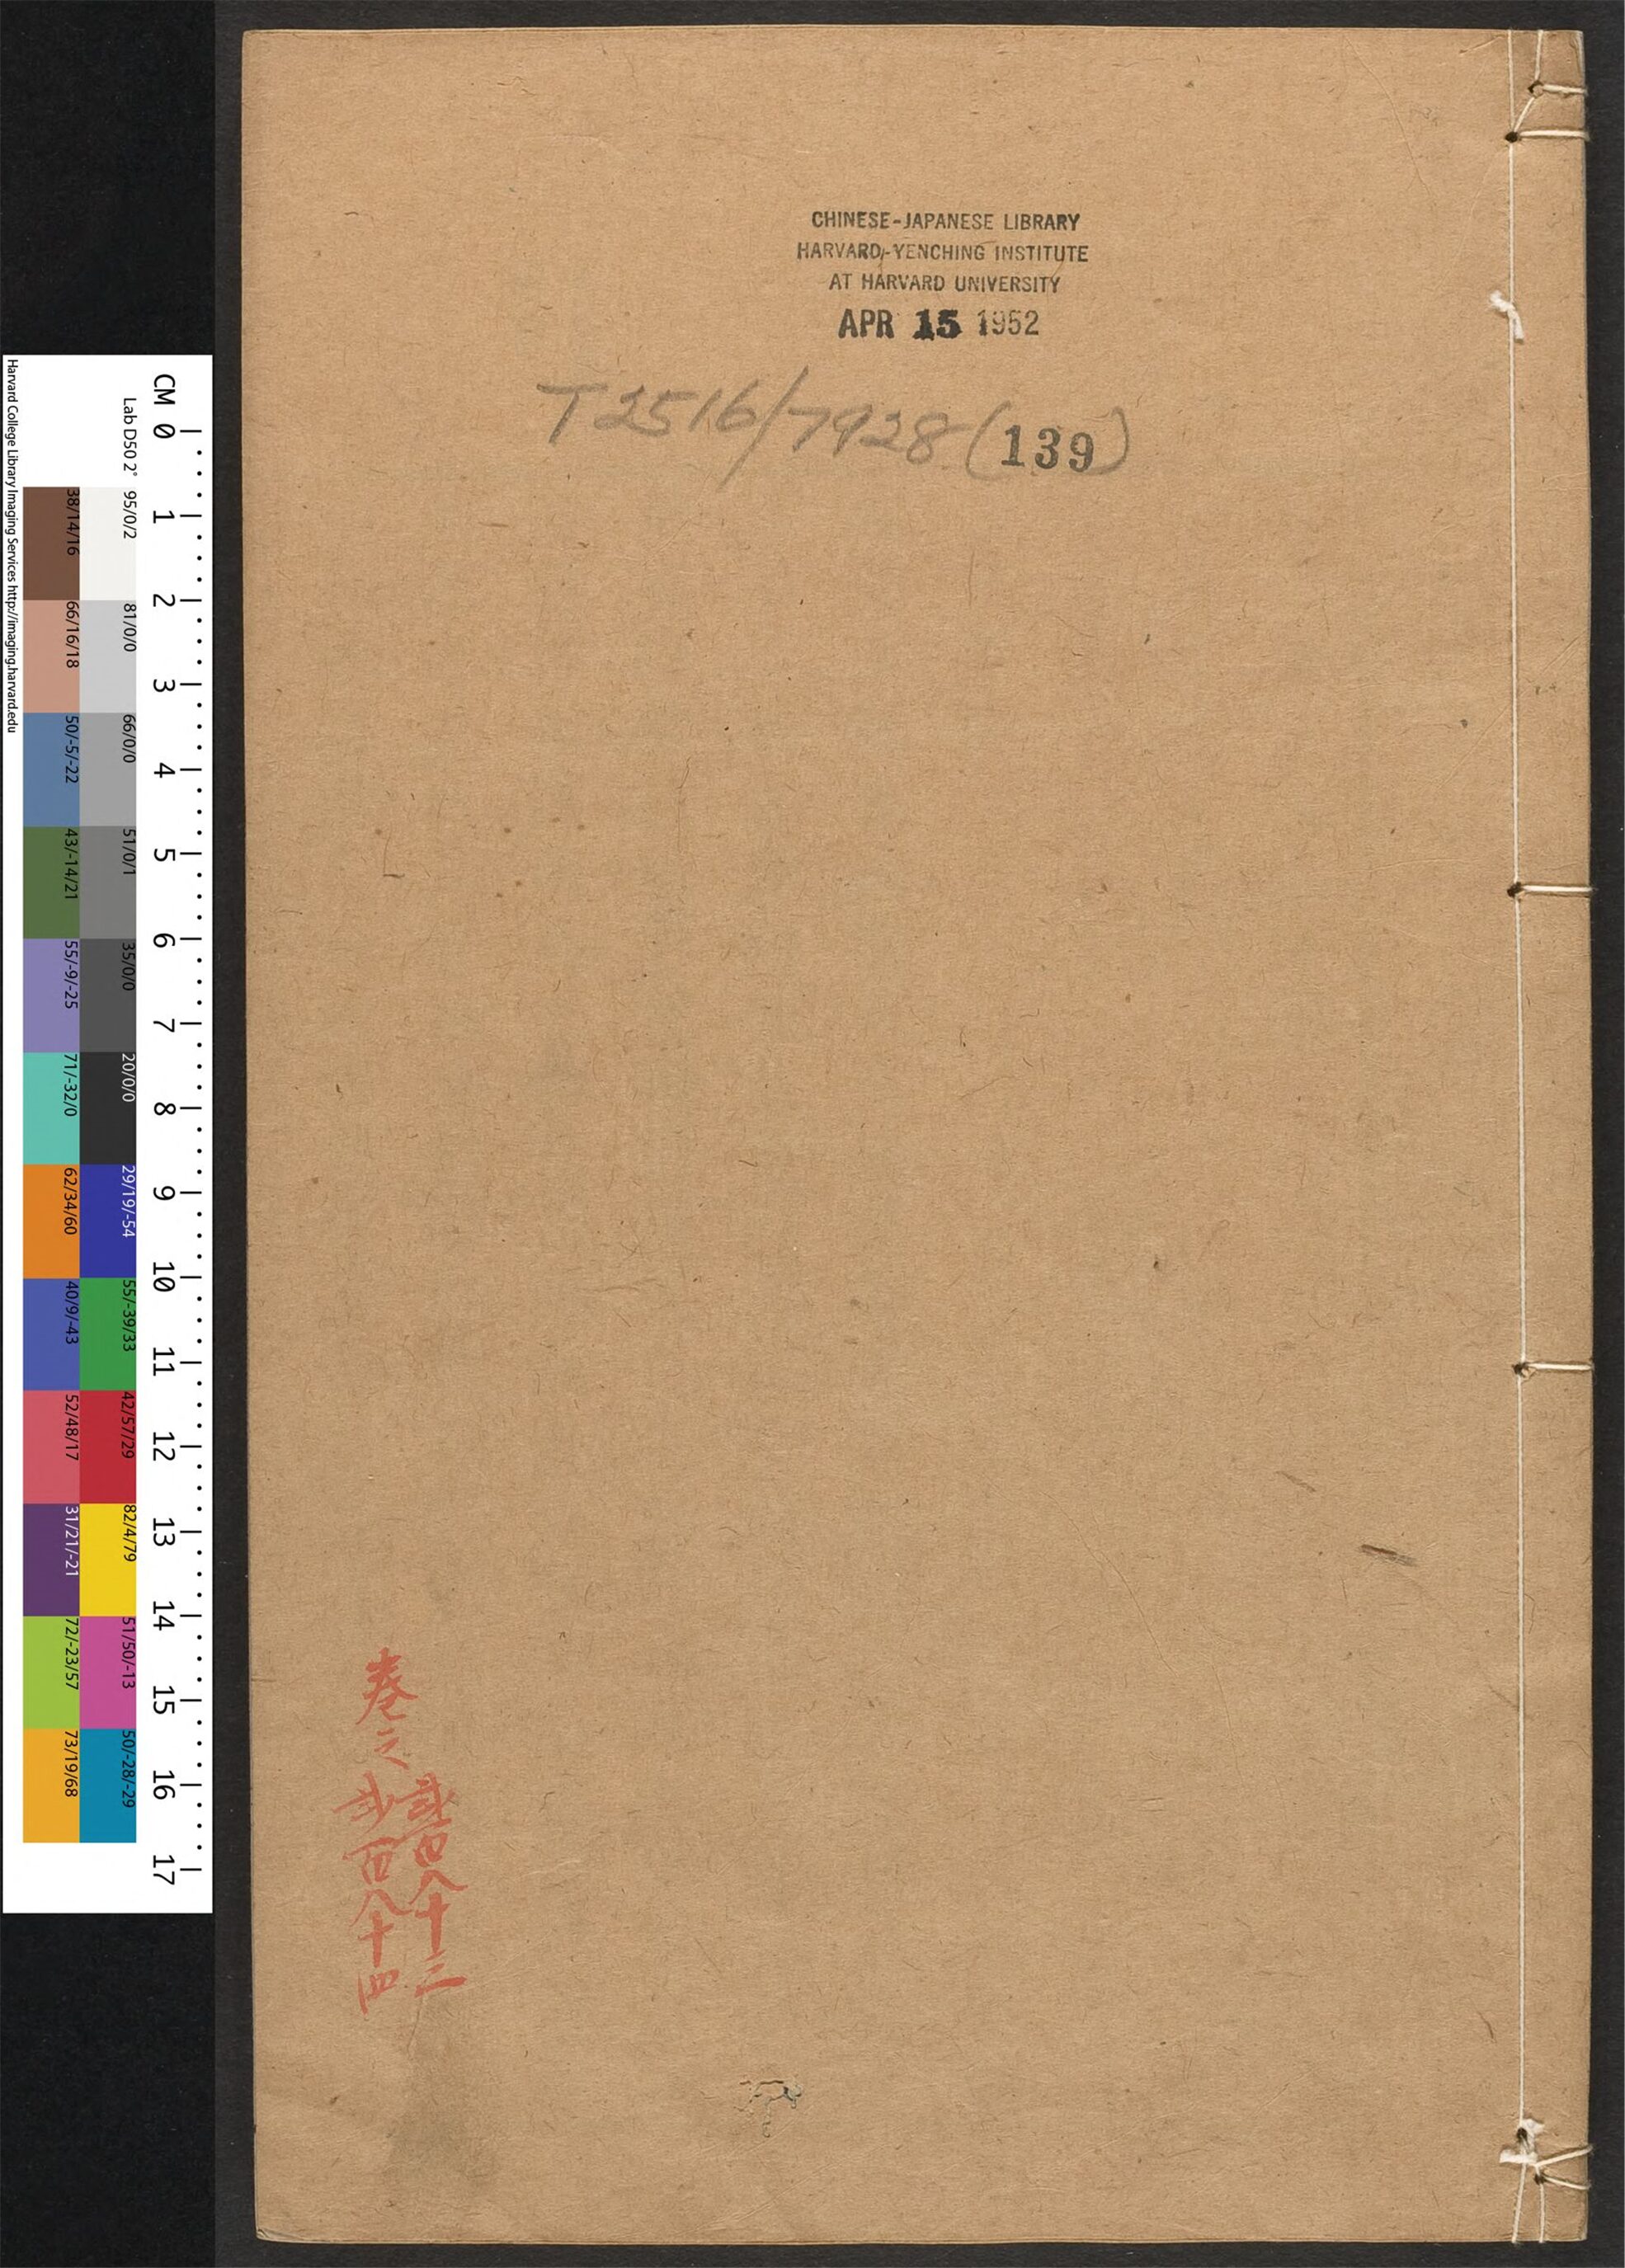 CHINESE-JAPANESE LIBRARY
HARVARD-YENCHING INSTITUTE
AT HARVARD UNIVERSITY
APR 15 1952
T2516/7928(139)
卷之
百八十三
百八十四
CM 0 1 2 3 4 5 6 7 8 9 10 11 12 13 14 15 16 17
Lab D50 2° 95/0/2 81/0/0 66/0/0 51/0/1 35/0/0 20/0/0 29/19/-54 55/-39/33 42/57/29 82/4/79 51/50/-13 50/-28/-29
38/14/16 66/16/18 50/-5/-22 43/-14/21 55/-9/-25 71/-32/0 62/34/60 40/9/-43 52/48/17 31/21/-21 72/-23/57 73/19/68
Harvard College Library Imaging Services http://imaging.harvard.edu